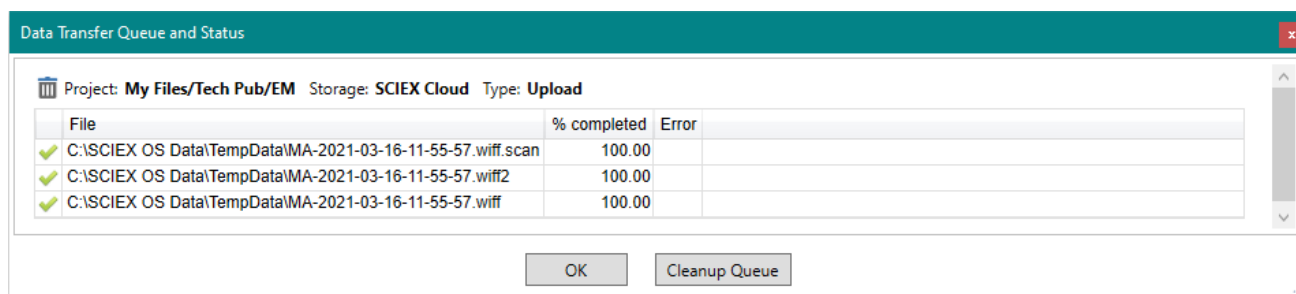 Data Transfer Queue and Status
x
Project: My Files/Tech Pub/EM Storage: SCIEX Cloud Type: Upload
File % completed Error
C:\SCIEX OS Data\TempData\MA-2021-03-16-11-55-57.wiff.scan 100.00
C:\SCIEX OS Data\TempData\MA-2021-03-16-11-55-57.wiff2 100.00
C:\SCIEX OS Data\TempData\MA-2021-03-16-11-55-57.wiff 100.00
OK Cleanup Queue